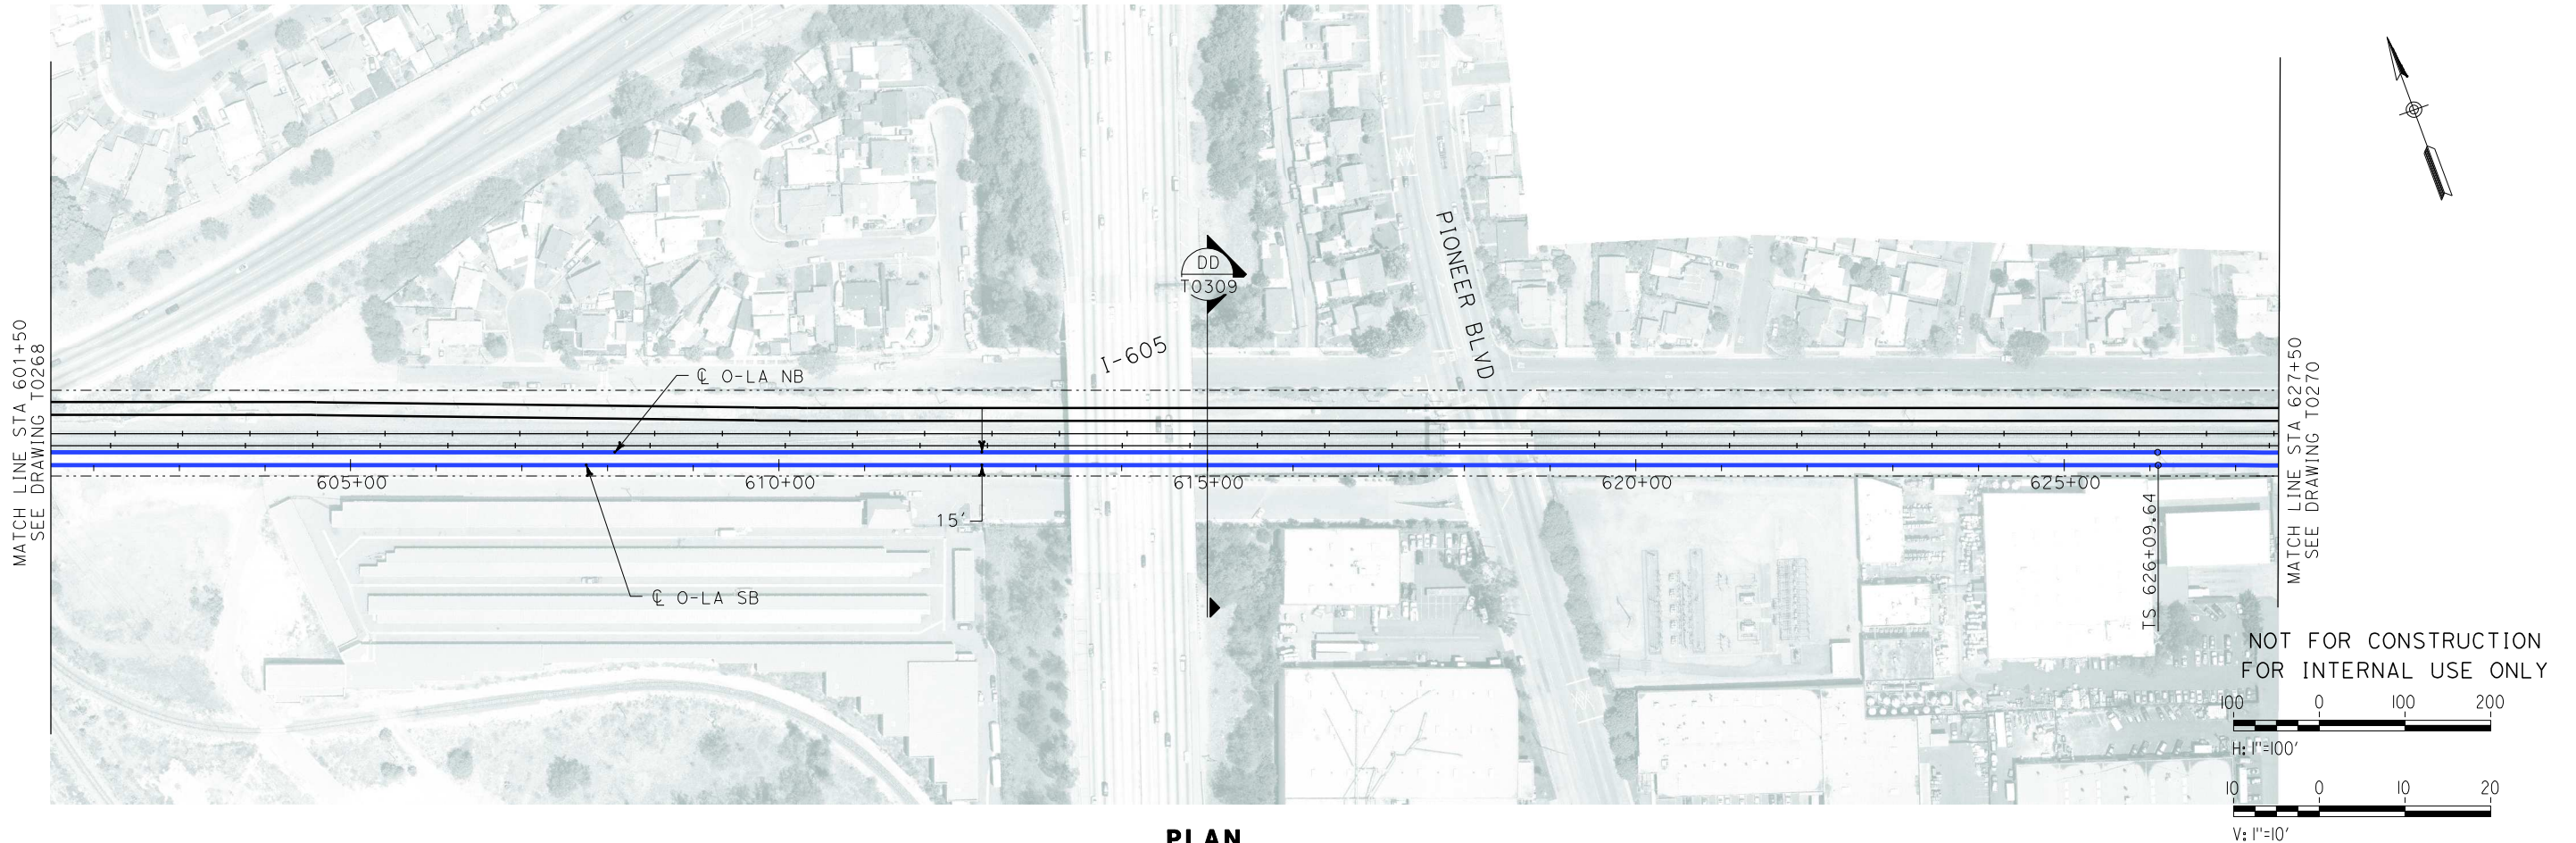 MATCH LINE STA 601+50
SEE DRAWING T0268
℄ O-LA NB
I-605
DD
T0309
PIONEER BLVD
605+00
610+00
615+00
620+00
625+00
15'
℄ O-LA SB
TS 626+09.64
MATCH LINE STA 627+50
SEE DRAWING T0270
NOT FOR CONSTRUCTION
FOR INTERNAL USE ONLY
100 0 100 200
H: 1"=100'
10 0 10 20
V: 1"=10'
PLAN